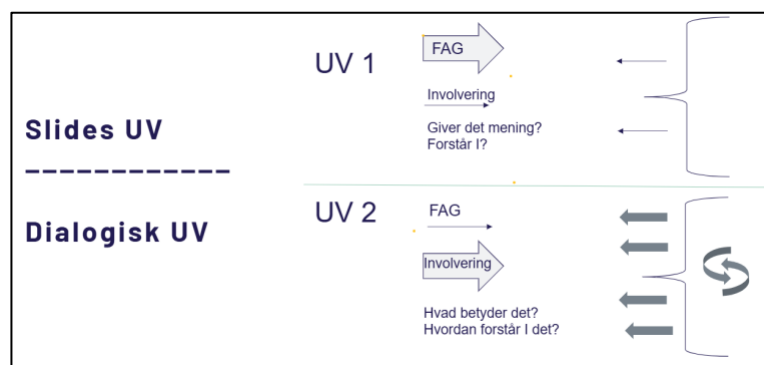 Slides UV
------------
Dialogisk UV
UV 1
FAG
Involvering
Giver det mening?
Forstår I?
UV 2
FAG
Involvering
Hvad betyder det?
Hvordan forstår I det?